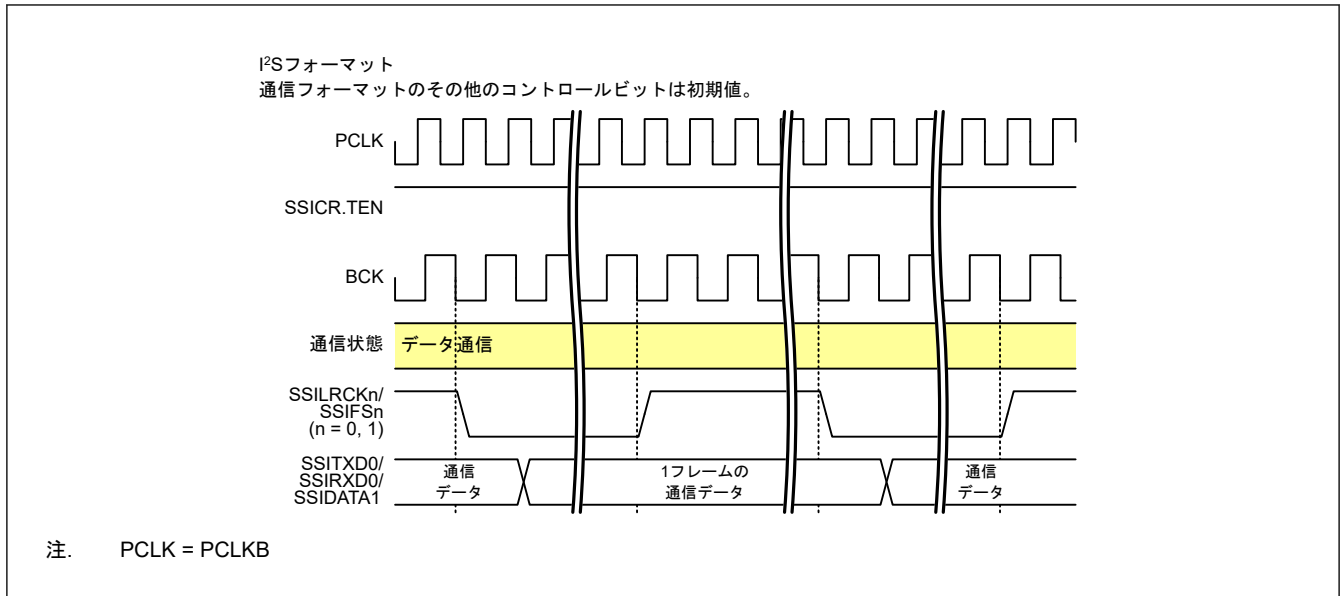 I²Sフォーマット
通信フォーマットのその他のコントロールビットは初期値。
PCLK
SSICR.TEN
BCK
通信状態
データ通信
SSILRCKn/
SSIFSn
(n = 0, 1)
SSITXD0/
SSIRXD0/
SSIDATA1
通信
データ
1フレームの
通信データ
通信
データ
注. PCLK = PCLKB